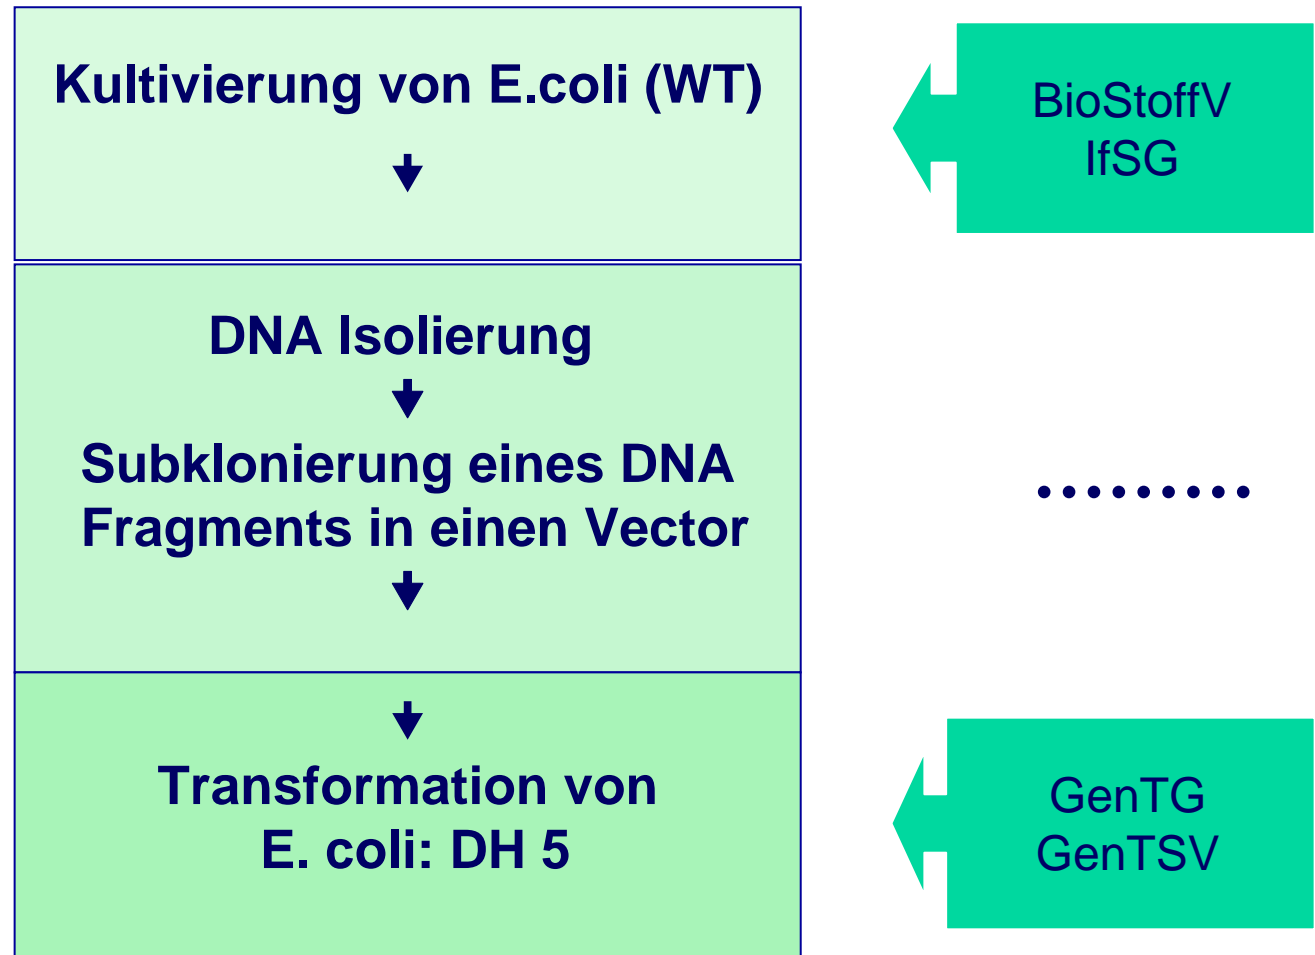 Kultivierung von E.coli (WT)
BioStoffV
IfSG
DNA Isolierung
Subklonierung eines DNA
Fragments in einen Vector
.........
Transformation von
E. coli: DH 5
GenTG
GenTSV